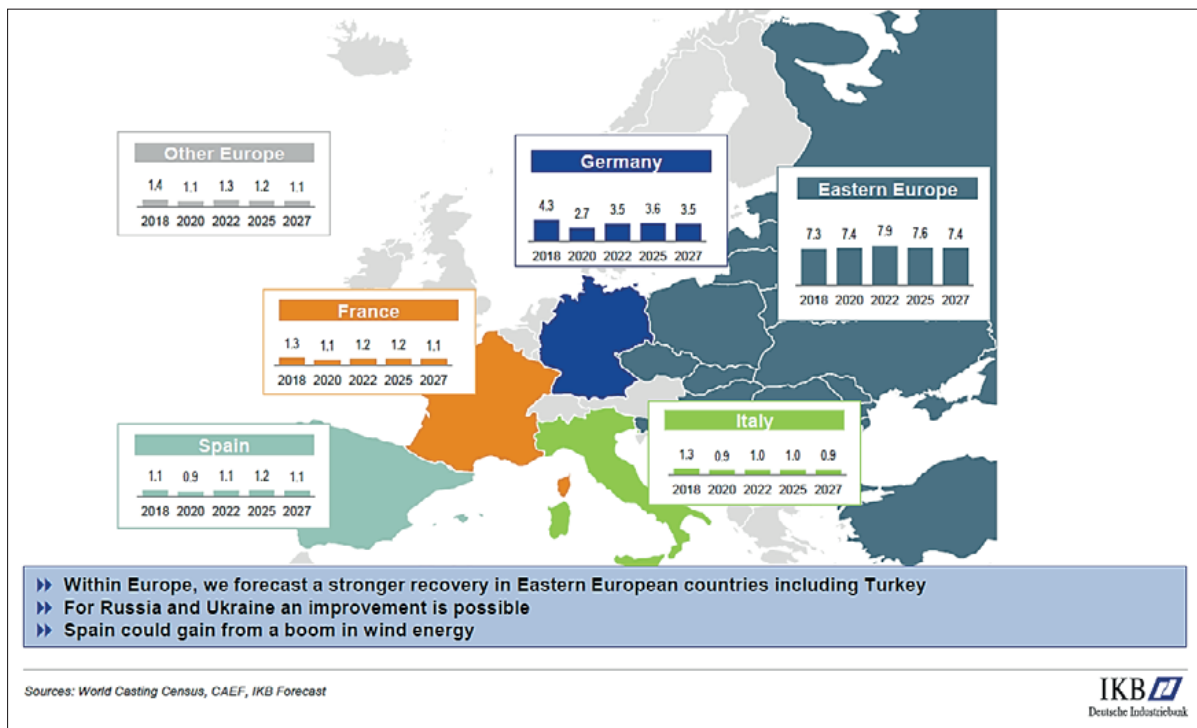 Other Europe
1.4 1.1 1.3 1.2 1.1
2018 2020 2022 2025 2027
Germany
4.3 2.7 3.5 3.6 3.5
2018 2020 2022 2025 2027
Eastern Europe
7.3 7.4 7.9 7.6 7.4
2018 2020 2022 2025 2027
France
1.3 1.1 1.2 1.2 1.1
2018 2020 2022 2025 2027
Italy
1.3 0.9 1.0 1.0 0.9
2018 2020 2022 2025 2027
Spain
1.1 0.9 1.1 1.2 1.1
2018 2020 2022 2025 2027
Within Europe, we forecast a stronger recovery in Eastern European countries including Turkey
For Russia and Ukraine an improvement is possible
Spain could gain from a boom in wind energy
Sources: World Casting Census, CAEF, IKB Forecast
IKB
Deutsche Industriebank